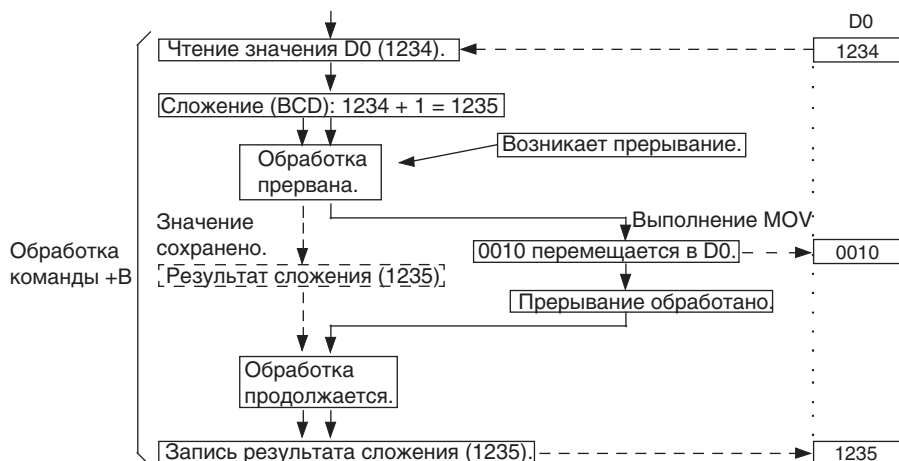 D0
Чтение значения D0 (1234).
1234
Сложение (BCD): 1234 + 1 = 1235
Возникает прерывание.
Обработка
прервана.
Значение
сохранено.
Выполнение MOV
Обработка
команды +B
0010 перемещается в D0.
0010
Результат сложения (1235)
Прерывание обработано.
Обработка
продолжается.
Запись результата сложения (1235).
1235